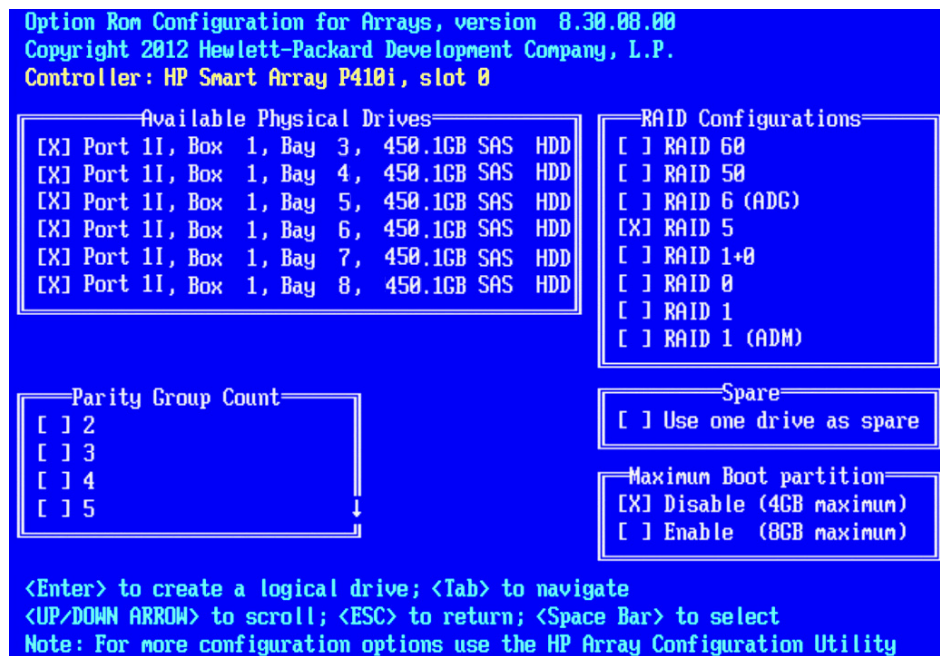 Option Rom Configuration for Arrays, version  8.30.08.00
Copyright 2012 Hewlett-Packard Development Company, L.P.
Controller: HP Smart Array P410i, slot 0
Available Physical Drives
[X] Port 1I, Box  1, Bay  3,  450.1GB SAS  HDD
[X] Port 1I, Box  1, Bay  4,  450.1GB SAS  HDD
[X] Port 1I, Box  1, Bay  5,  450.1GB SAS  HDD
[X] Port 1I, Box  1, Bay  6,  450.1GB SAS  HDD
[X] Port 1I, Box  1, Bay  7,  450.1GB SAS  HDD
[X] Port 1I, Box  1, Bay  8,  450.1GB SAS  HDD
RAID Configurations
[ ] RAID 60
[ ] RAID 50
[ ] RAID 6 (ADG)
[X] RAID 5
[ ] RAID 1+0
[ ] RAID 0
[ ] RAID 1
[ ] RAID 1 (ADM)
Parity Group Count
[ ] 2
[ ] 3
[ ] 4
[ ] 5
Spare
[ ] Use one drive as spare
Maximum Boot partition
[X] Disable (4GB maximum)
[ ] Enable  (8GB maximum)
<Enter> to create a logical drive; <Tab> to navigate
<UP/DOWN ARROW> to scroll; <ESC> to return; <Space Bar> to select
Note: For more configuration options use the HP Array Configuration Utility